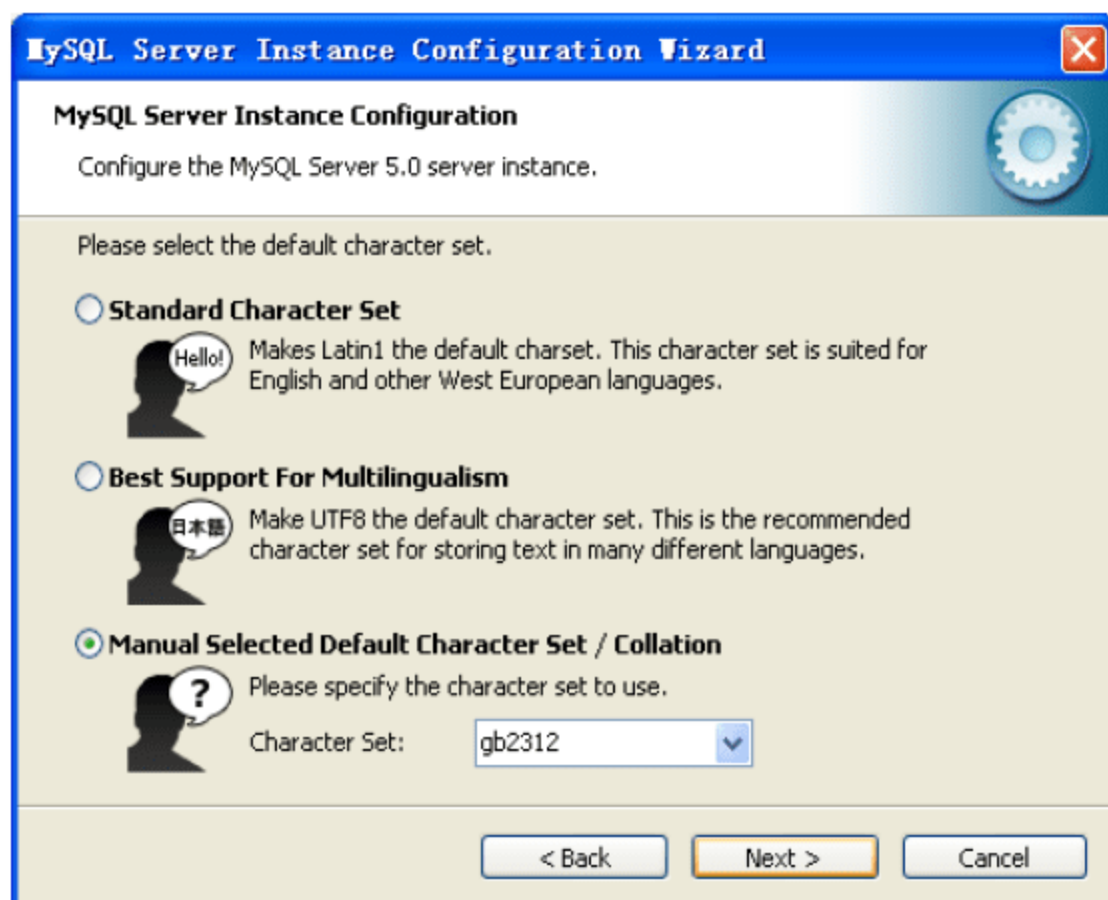 MySQL Server Instance Configuration Wizard
MySQL Server Instance Configuration
Configure the MySQL Server 5.0 server instance.
Please select the default character set.
Standard Character Set
Hello!
Makes Latin1 the default charset. This character set is suited for
English and other West European languages.
Best Support For Multilingualism
日本語
Make UTF8 the default character set. This is the recommended
character set for storing text in many different languages.
Manual Selected Default Character Set / Collation
?
Please specify the character set to use.
Character Set: gb2312
< Back Next > Cancel